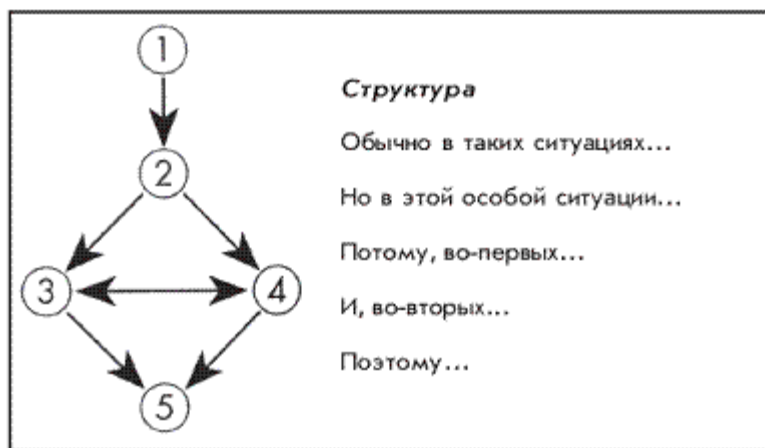 1
2
3
4
5
Структура
Обычно в таких ситуациях...
Но в этой особой ситуации...
Потому, во-первых...
И, во-вторых...
Поэтому...